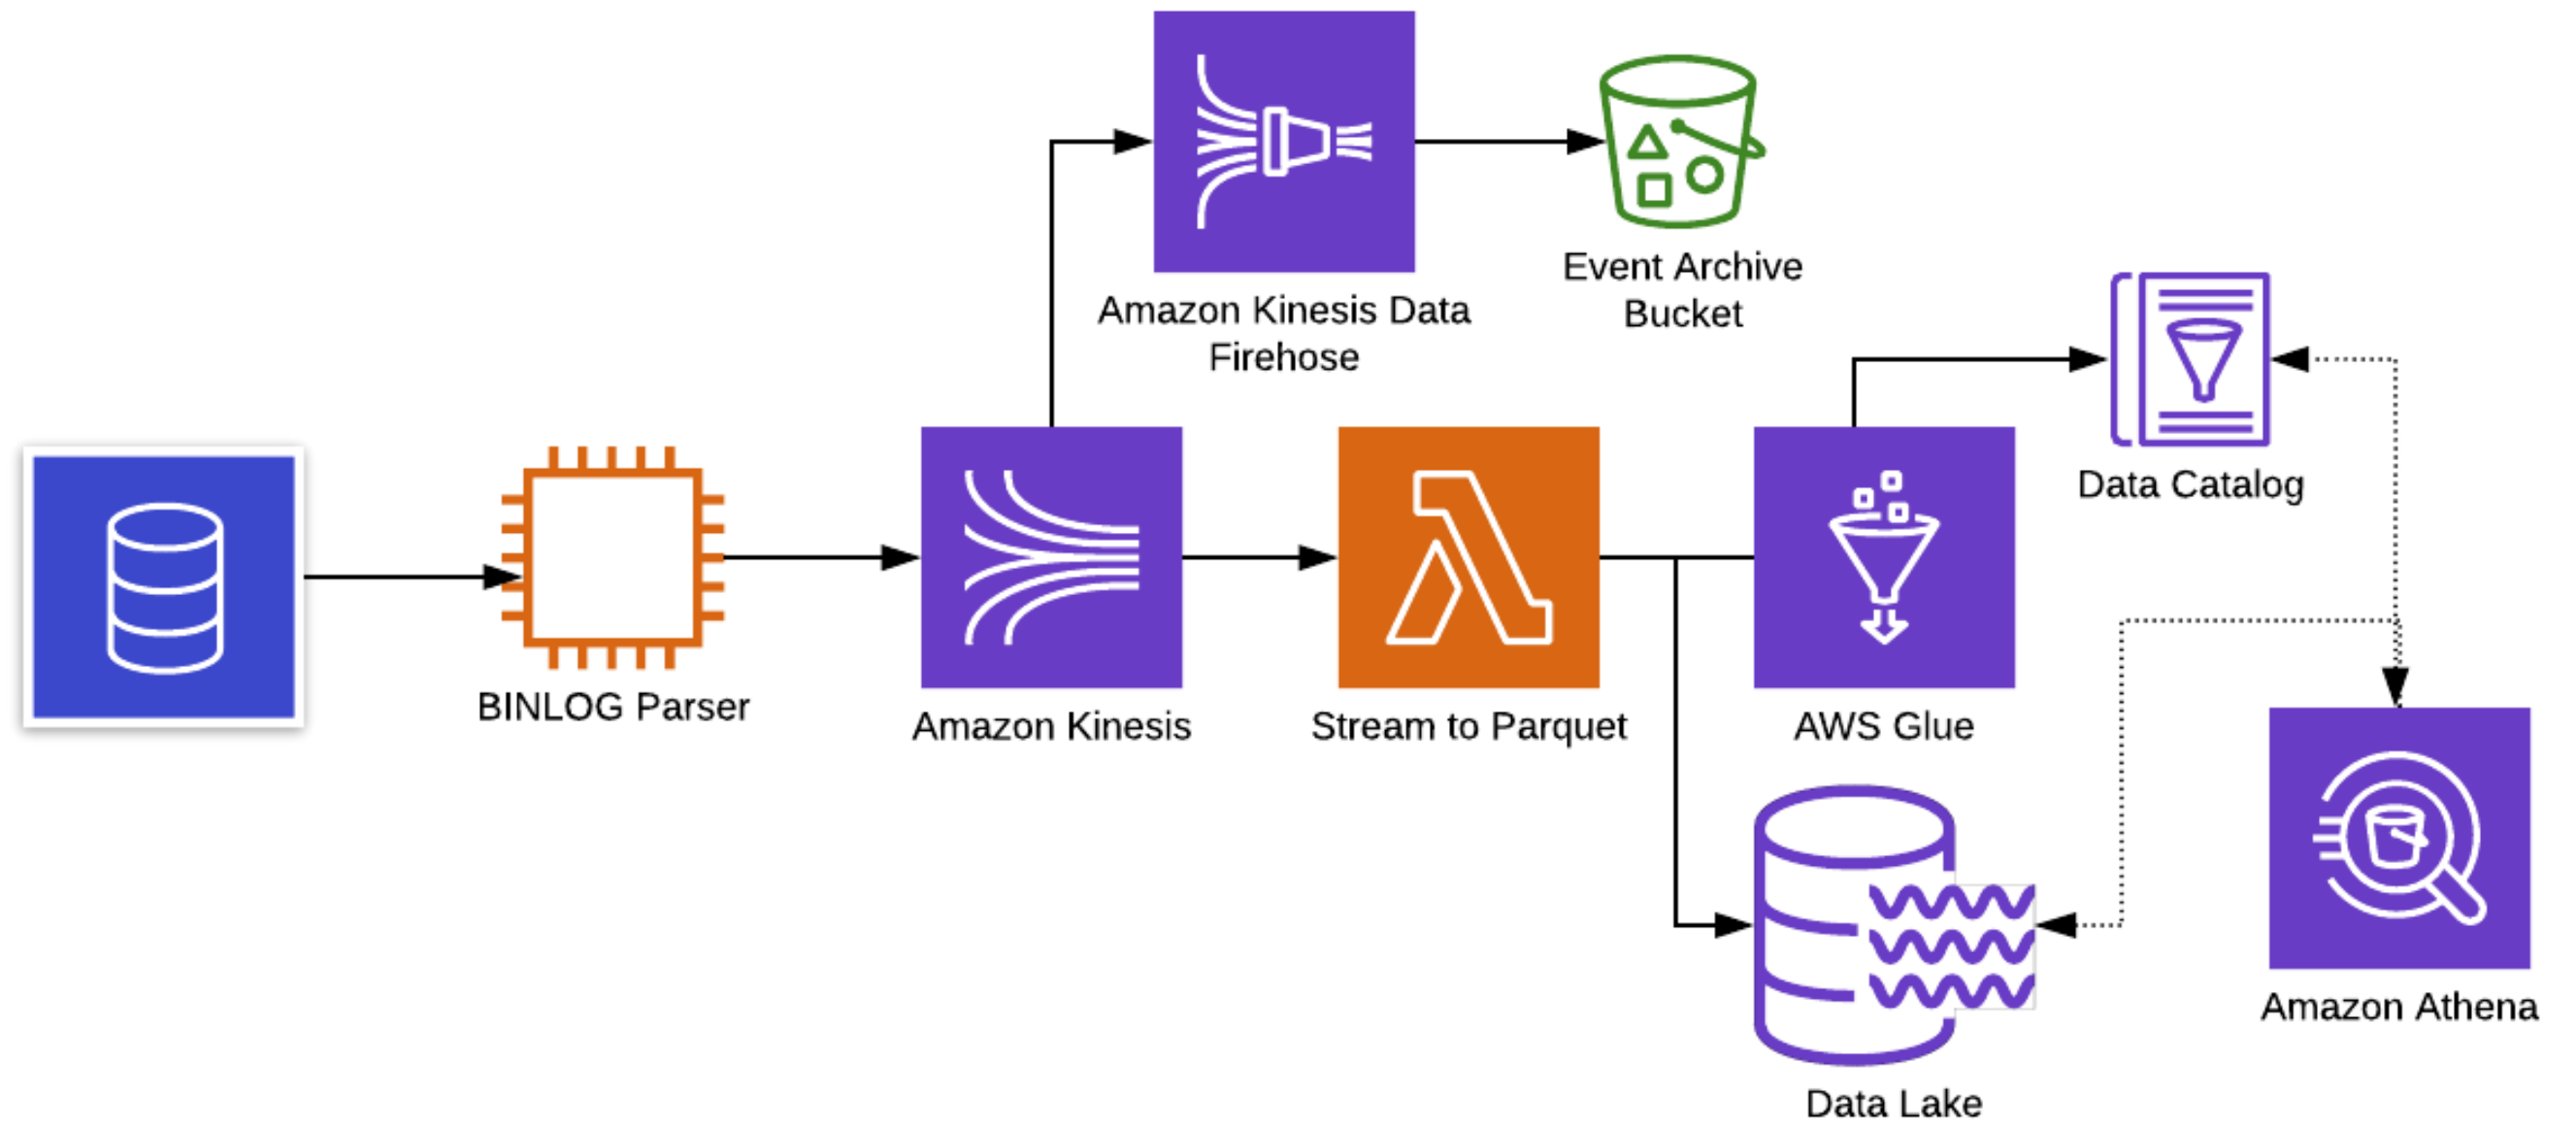 Amazon Kinesis Data
Firehose
Event Archive
Bucket
Data Catalog
BINLOG Parser
Amazon Kinesis
Stream to Parquet
AWS Glue
Amazon Athena
Data Lake